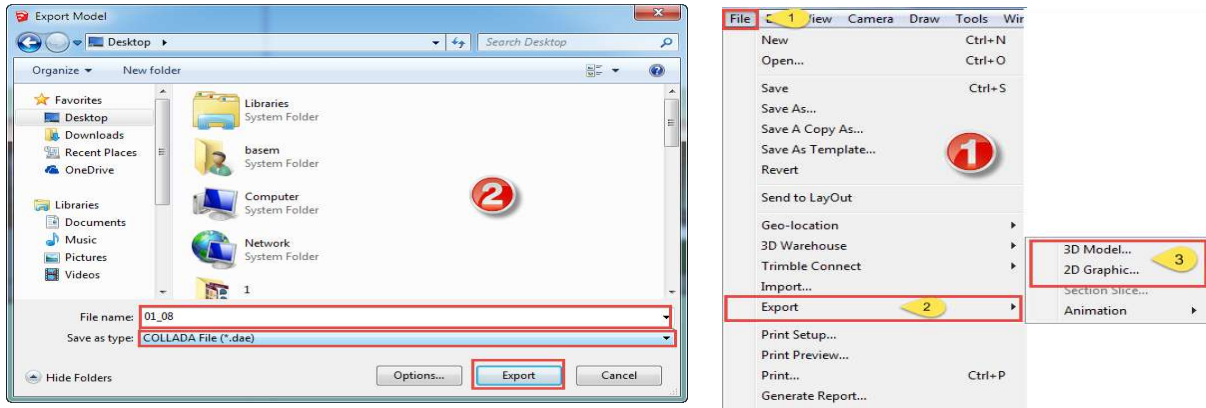 Export Model
Desktop
Search Desktop
Organize
New folder
Favorites
Desktop
Downloads
Recent Places
OneDrive
Libraries
Documents
Music
Pictures
Videos
Libraries
System Folder
basem
System Folder
Computer
System Folder
Network
System Folder
1
2
File name: 01_08
Save as type: COLLADA File (*.dae)
Hide Folders
Options...
Export
Cancel
File 1 View Camera Draw Tools Wir
New Ctrl+N
Open... Ctrl+O
Save Ctrl+S
Save As...
Save A Copy As...
Save As Template...
1
Revert
Send to LayOut
Geo-location
3D Warehouse
Trimble Connect
Import...
Export 2
Print Setup...
Print Preview...
Print... Ctrl+P
Generate Report...
3D Model...
3
2D Graphic...
Section Slice...
Animation